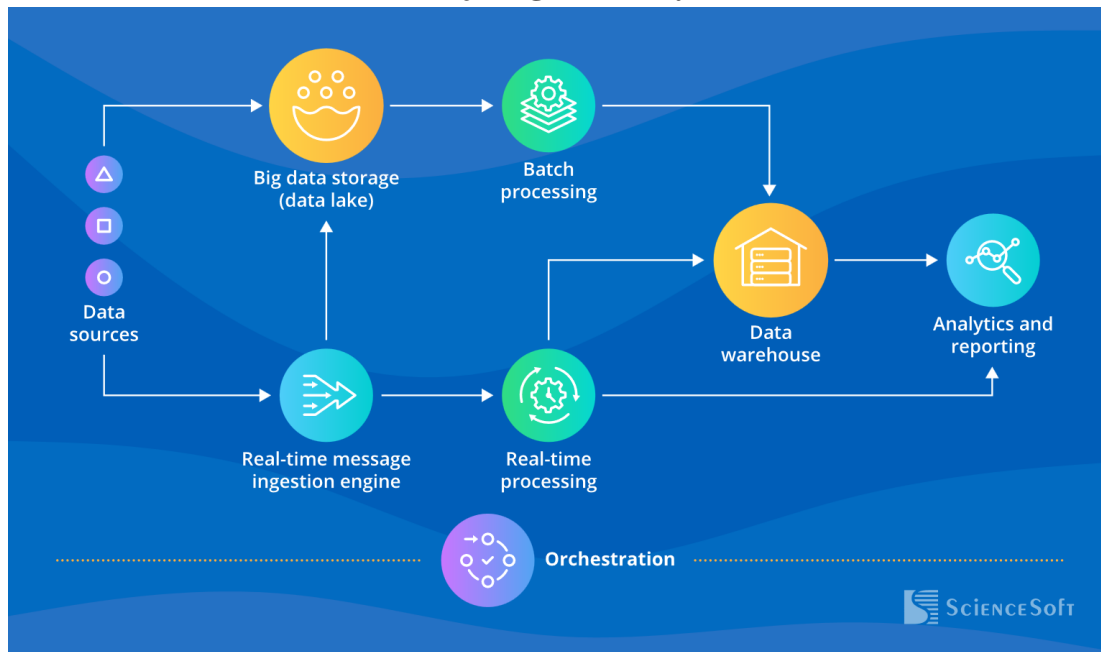 Big data storage
(data lake)
Batch
processing
Data
sources
Data
warehouse
Analytics and
reporting
Real-time message
ingestion engine
Real-time
processing
Orchestration
ScienceSoft